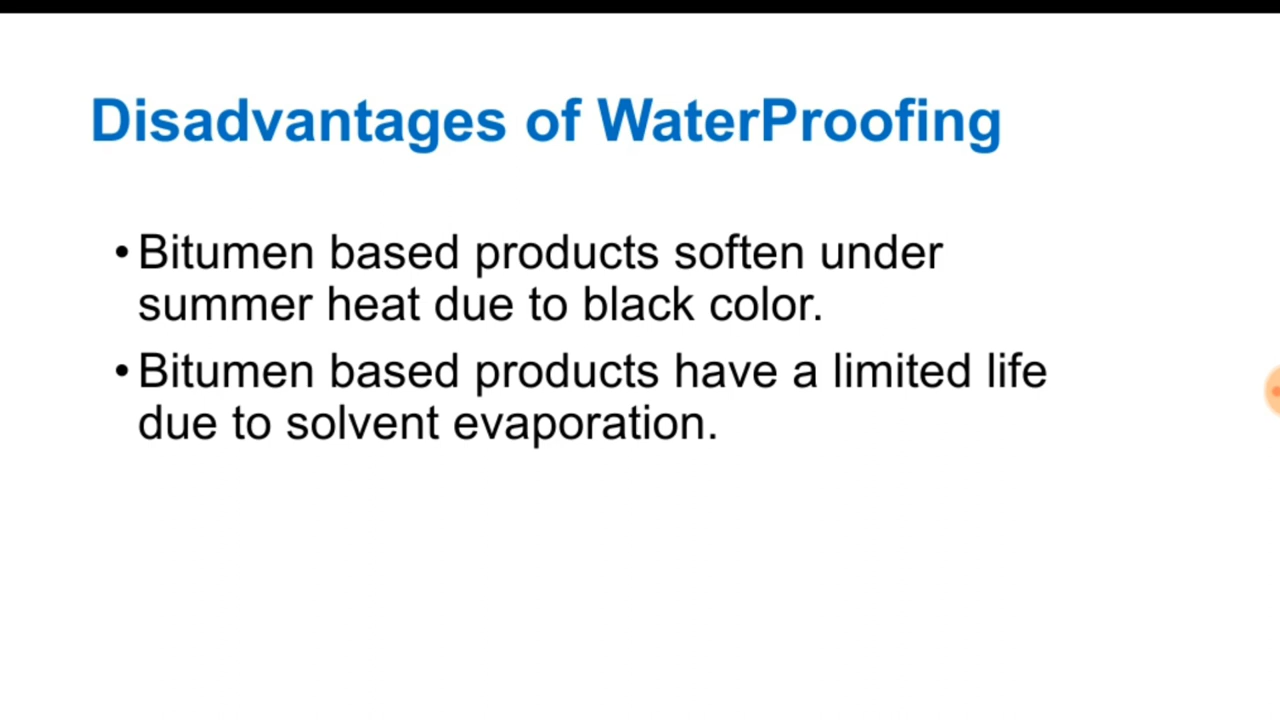 Disadvantages of WaterProofing
•Bitumen based products soften under
summer heat due to black color.
•Bitumen based products have a limited life
due to solvent evaporation.